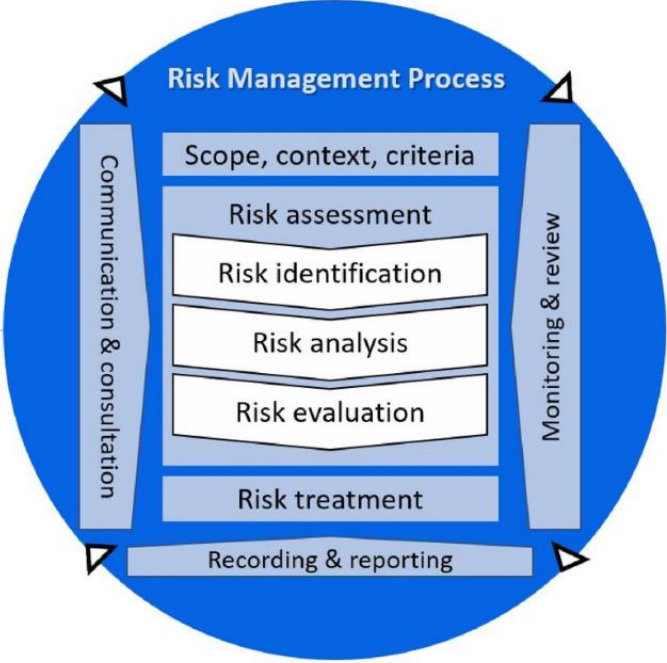 Risk Management Process
Scope, context, criteria
Risk assessment
Risk identification
Risk analysis
Risk evaluation
Risk treatment
Communication & consultation
Monitoring & review
Recording & reporting